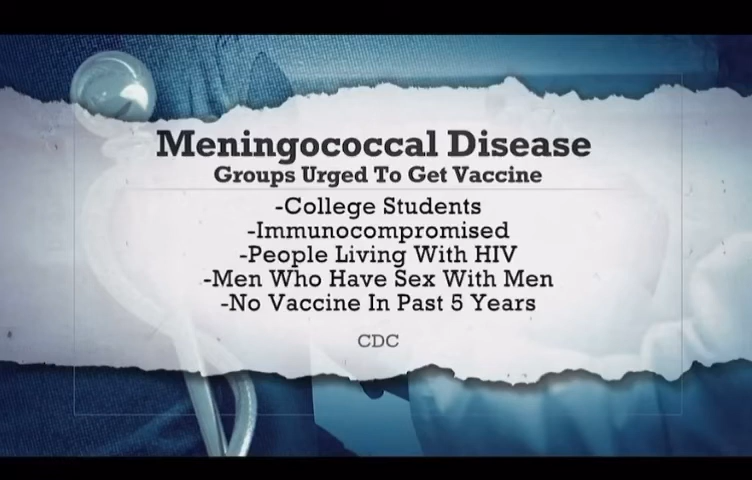 Meningococcal Disease
Groups Urged To Get Vaccine
-College Students
-Immunocompromised
-People Living With HIV
-Men Who Have Sex With Men
-No Vaccine In Past 5 Years
CDC